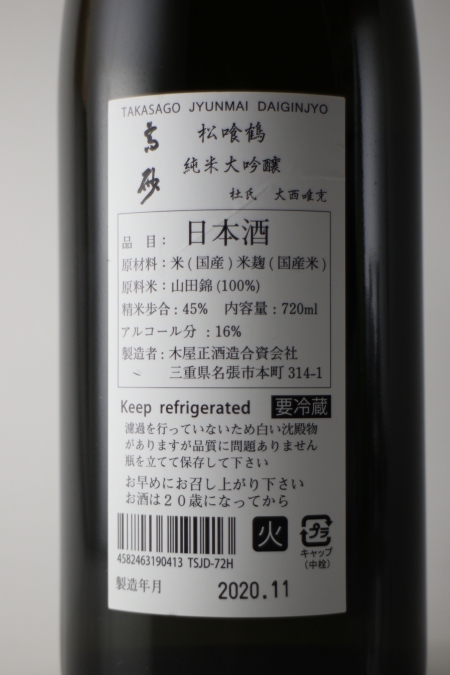 TAKASAGO JYUNMAI DAIGINJYO
高砂
松喰鶴
純米大吟醸
杜氏 大西唯克
品目：日本酒
原材料：米(国産)米麹(国産米)
原料米：山田錦(100%)
精米歩合：45% 内容量：720ml
アルコール分：16%
製造者：木屋正酒造合資会社
三重県名張市本町 314-1
Keep refrigerated 要冷蔵
濾過を行っていないため白い沈殿物
がありますが品質に問題ありません
瓶を立てて保存して下さい
お早めにお召し上がり下さい
お酒は20歳になってから
4582463190413 TSJD-72H
火
プラ
キャップ
(中栓)
製造年月 2020.11